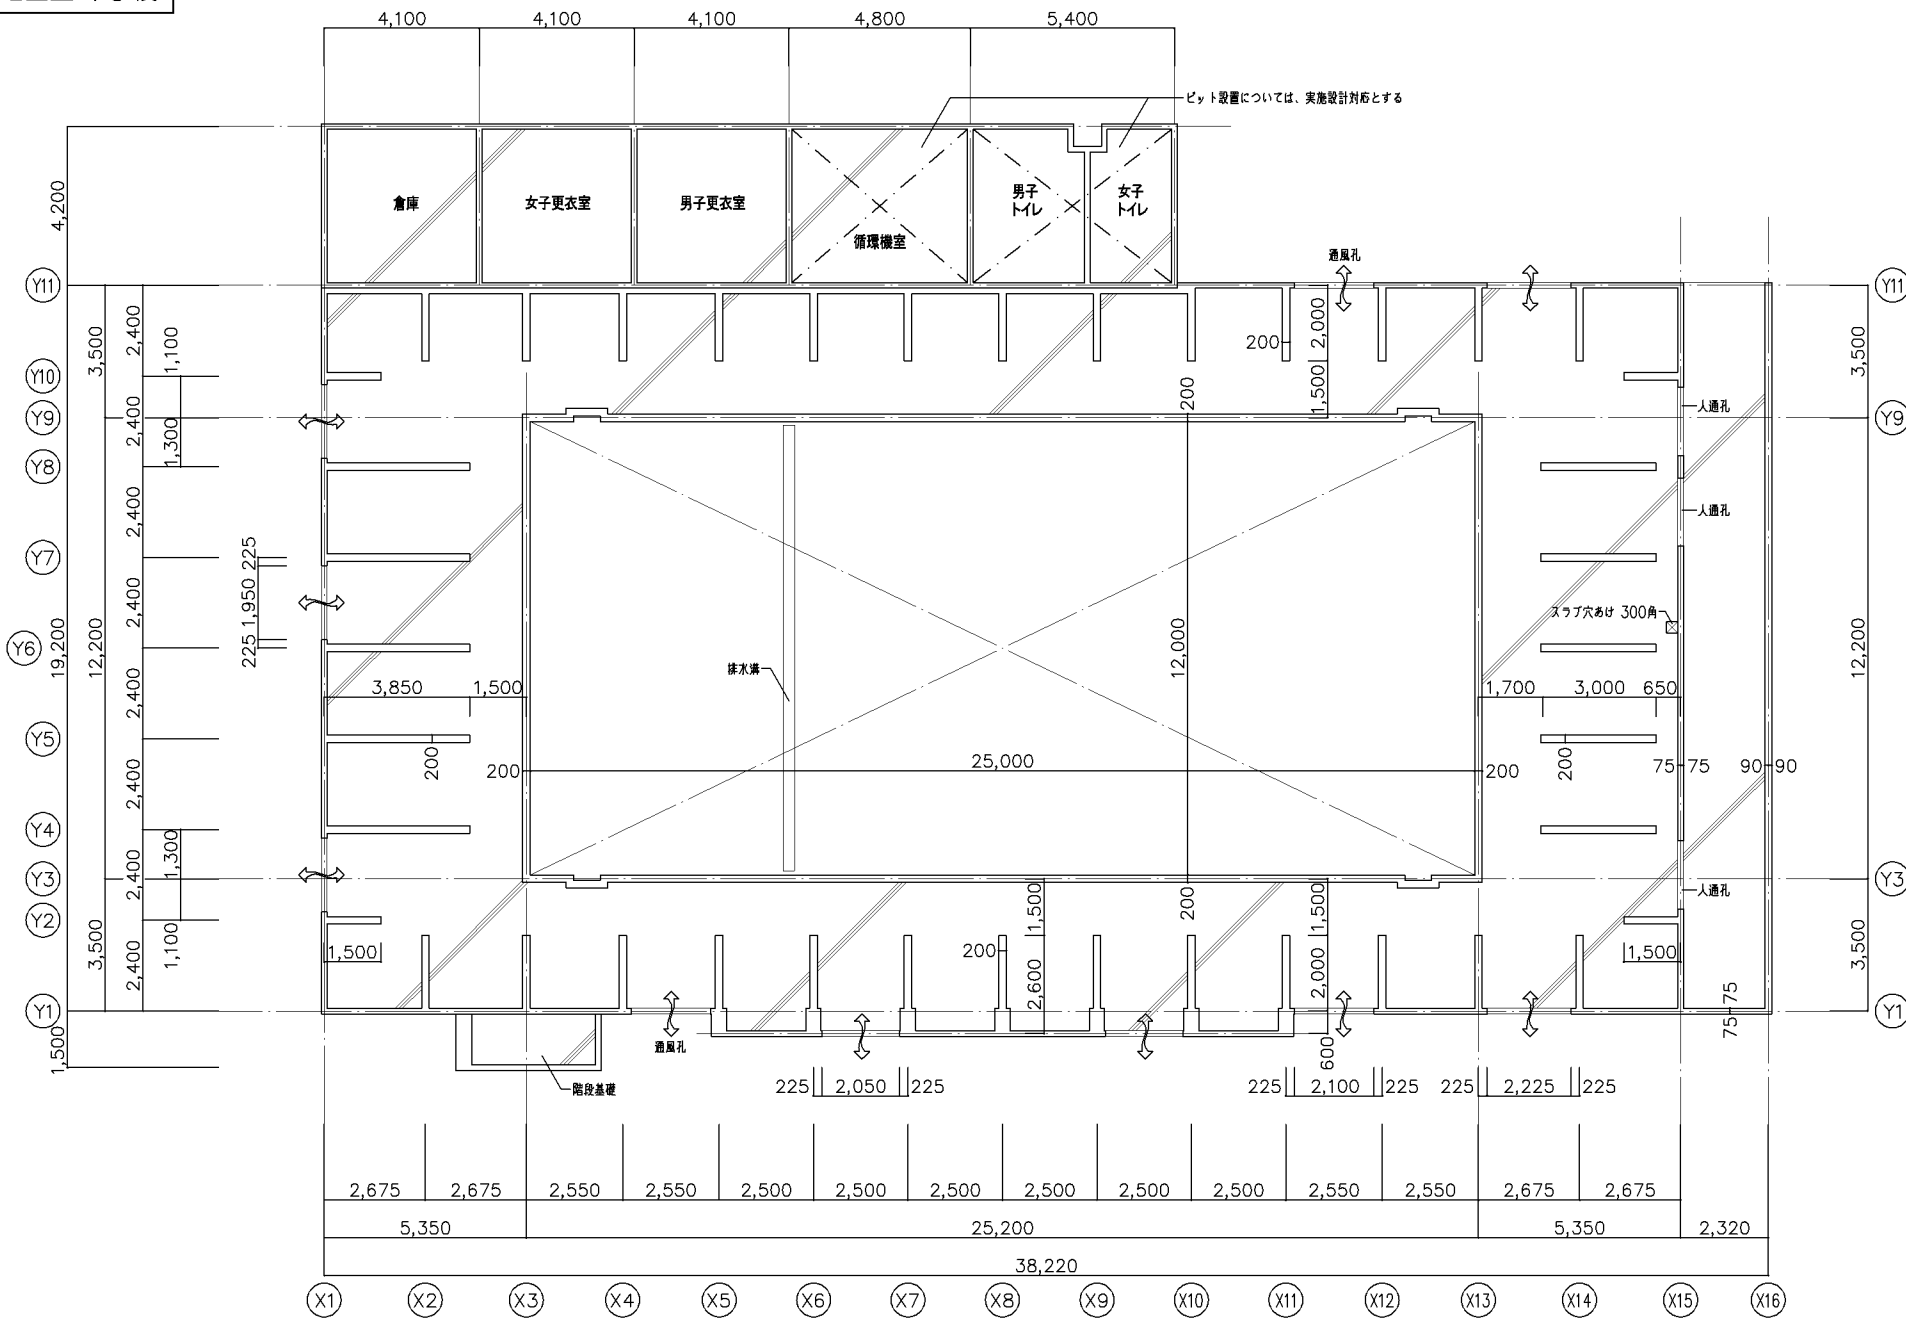 4,100
4,100
4,100
4,800
5,400
ピット設置については、実施設計対応とする
4,200
倉庫
女子更衣室
男子更衣室
循環機室
男子
トイレ
女子
トイレ
通風孔
Y11
Y11
2,400
3,500
1,100
200
2,000
3,500
Y10
Y9
2,400
1,300
200
1,500
人通孔
Y9
Y8
2,400
人通孔
Y7
225
2,400
1,950
スラブ穴あけ 300角
Y6
19,200
12,200
225
12,000
12,200
排水溝
2,400
3,850
1,500
1,700
3,000
650
Y5
200
200
25,000
200
200
75
75
90
90
2,400
Y4
1,300
2,400
Y3
Y3
人通孔
Y2
3,500
2,400
1,100
1,500
200
1,500
2,600
200
1,500
2,000
1,500
3,500
Y1
Y1
1,500
75
75
通風孔
600
階段基礎
225
2,050
225
225
2,100
225
225
2,225
225
2,675
2,675
2,550
2,550
2,500
2,500
2,500
2,500
2,500
2,500
2,550
2,550
2,675
2,675
5,350
25,200
5,350
2,320
38,220
X1
X2
X3
X4
X5
X6
X7
X8
X9
X10
X11
X12
X13
X14
X15
X16